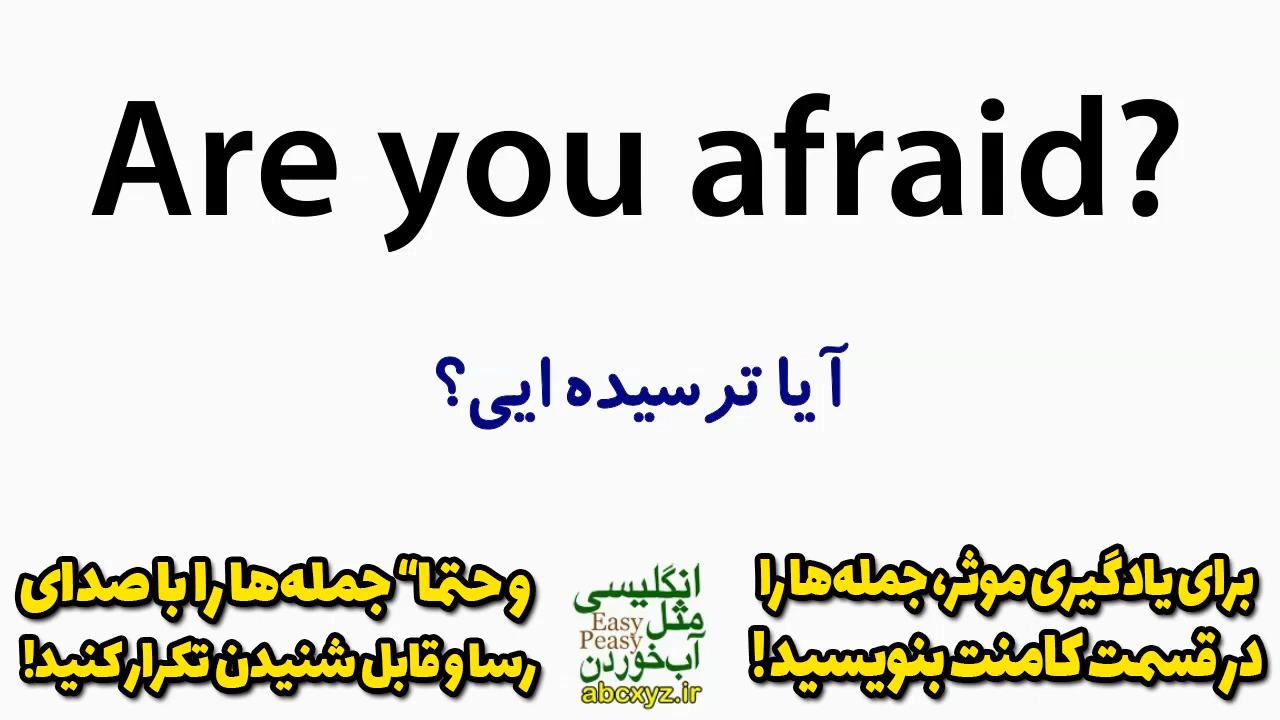 Are you afraid?
آیا ترسیده ایی؟
برای یادگیری موثر، جمله‌ها را
در قسمت کامنت بنویسید!
و حتما“ جمله‌ها را با صدای
رسا و قابل شنیدن تکرار کنید!
انگلیسی
مثل
Easy
Peasy
آب خوردن
abcxyz.ir